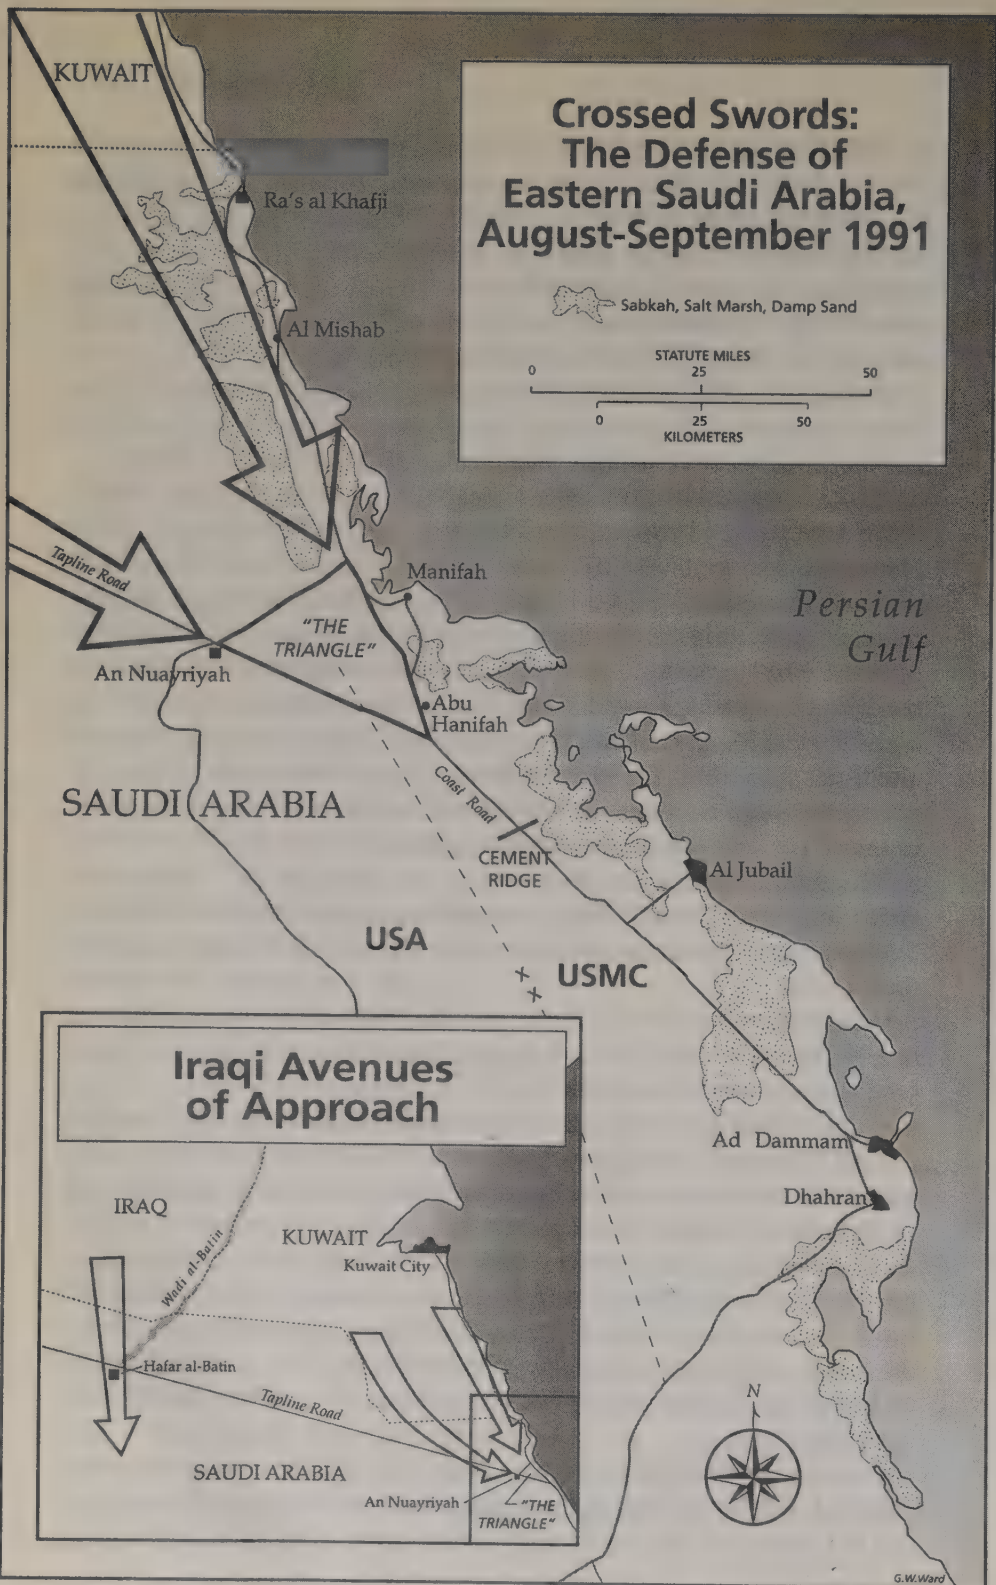 KUWAIT
Ra's al Khafji
Al Mishab
Crossed Swords:
The Defense of
Eastern Saudi Arabia,
August-September 1991
Sabkah, Salt Marsh, Damp Sand
STATUTE MILES
0 25 50
0 25 50
KILOMETERS
Tapline Road
Manifah
"THE
TRIANGLE"
An Nuayriyah
Persian
Gulf
Abu
Hanifah
SAUDI ARABIA
Coast Road
CEMENT
RIDGE
Al Jubail
USA
USMC
Ad Dammam
Dhahran
Iraqi Avenues
of Approach
IRAQ
Wadi al-Batin
KUWAIT
Kuwait City
Hafar al-Batin
Tapline Road
SAUDI ARABIA
An Nuayriyah
"THE
TRIANGLE"
N
G.W.Ward